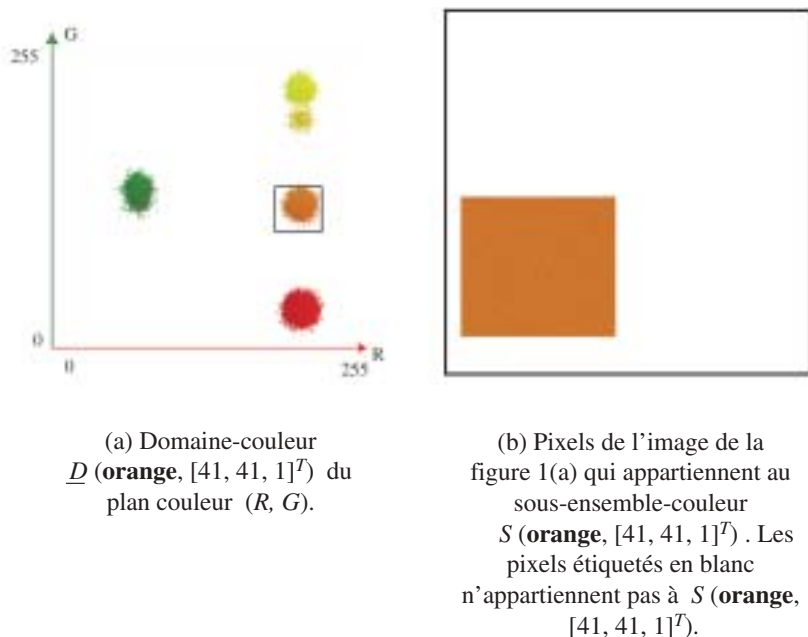 G
255
0
R
0
255
(a) Domaine-couleur
D (orange, [41, 41, 1]T) du
plan couleur (R, G).
(b) Pixels de l'image de la
figure 1(a) qui appartiennent au
sous-ensemble-couleur
S (orange, [41, 41, 1]T) . Les
pixels étiquetés en blanc
n'appartiennent pas à S (orange,
[41, 41, 1]T).